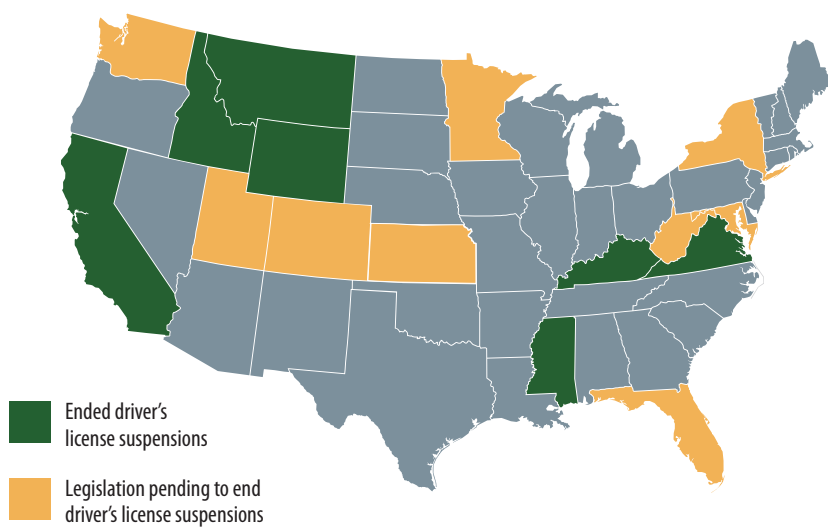 Ended driver's
license suspensions
Legislation pending to end
driver's license suspensions